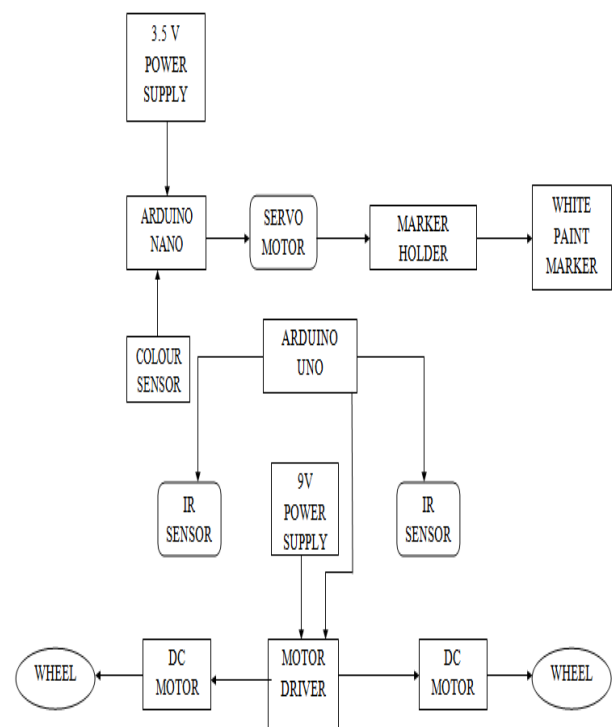 3.5 V
POWER
SUPPLY
ARDUINO
NANO
SERVO
MOTOR
MARKER
HOLDER
WHITE
PAINT
MARKER
COLOUR
SENSOR
ARDUINO
UNO
IR
SENSOR
9V
POWER
SUPPLY
IR
SENSOR
WHEEL
DC
MOTOR
MOTOR
DRIVER
DC
MOTOR
WHEEL